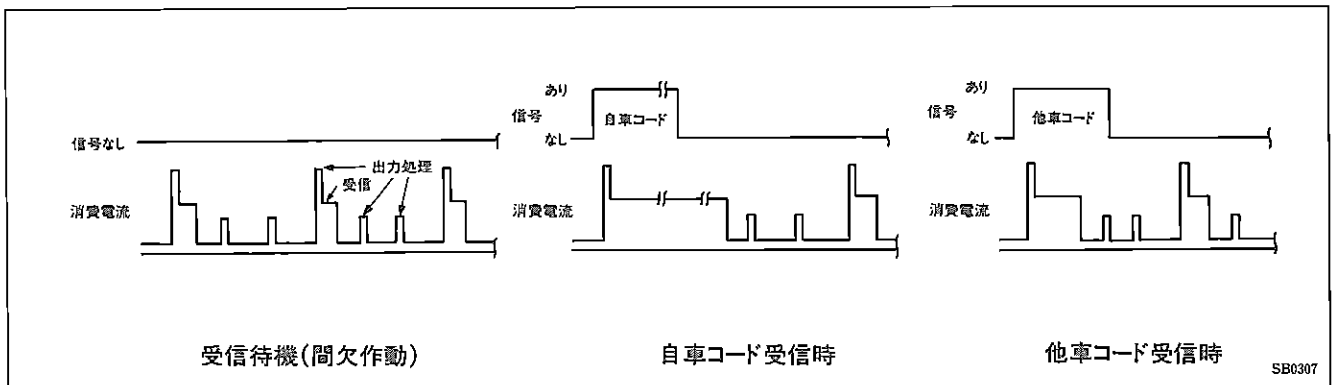 信号なし
消費電流
出力処理
受信
受信待機(間欠作動)
あり
信号
なし
自車コード
消費電流
自車コード受信時
あり
信号
なし
他車コード
消費電流
他車コード受信時
SB0307